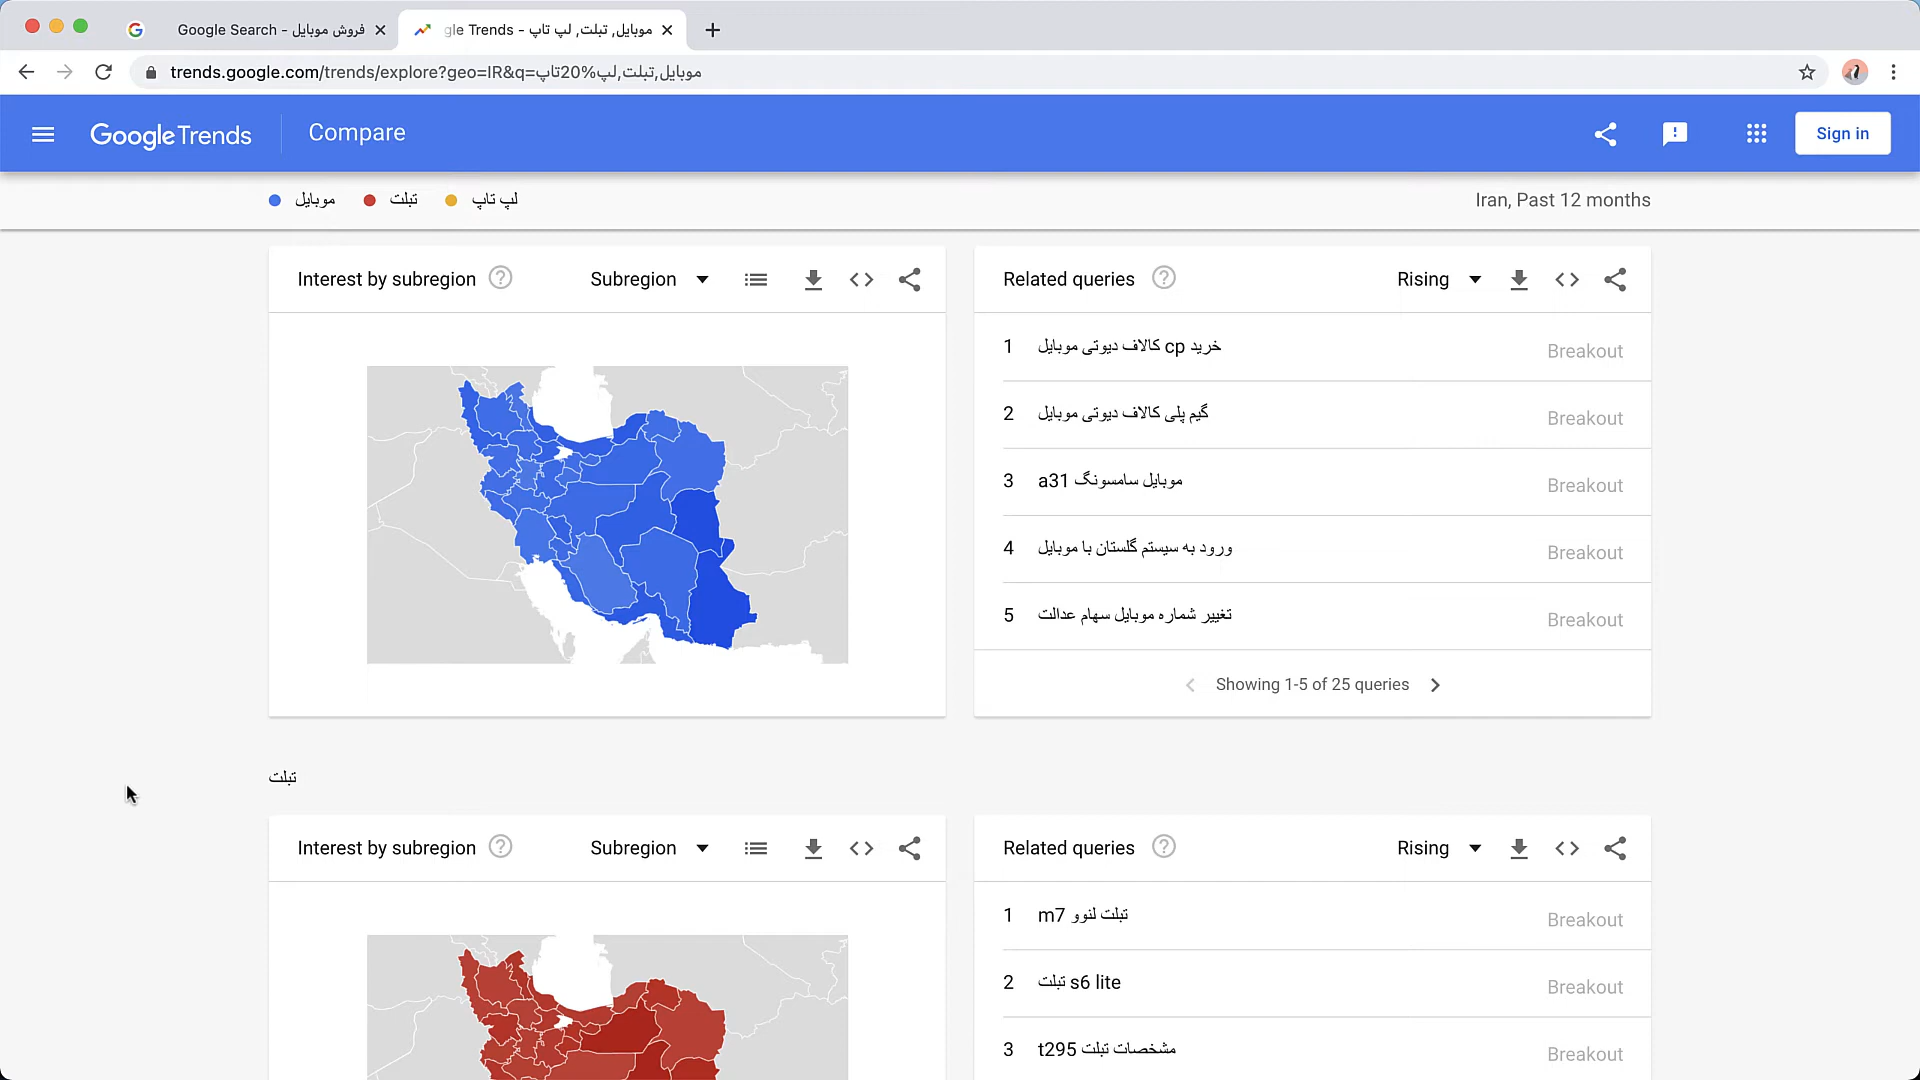 فروش موبایل - Google Search
موبایل, تبلت, لپ تاپ - gle Trends
trends.google.com/trends/explore?geo=IR&q=موبایل,تبلت,لپ%20تاپ
Google Trends
Compare
Sign in
موبایل
تبلت
لپ تاپ
Iran, Past 12 months
Interest by subregion
Subregion
Related queries
Rising
1 خرید cp کالاف دیوتی موبایل Breakout
2 گیم پلی کالاف دیوتی موبایل Breakout
3 موبایل سامسونگ a31 Breakout
4 ورود به سیستم گلستان با موبایل Breakout
5 تغییر شماره موبایل سهام عدالت Breakout
Showing 1-5 of 25 queries
تبلت
Interest by subregion
Subregion
Related queries
Rising
1 تبلت لنوو m7 Breakout
2 تبلت s6 lite Breakout
3 مشخصات تبلت t295 Breakout